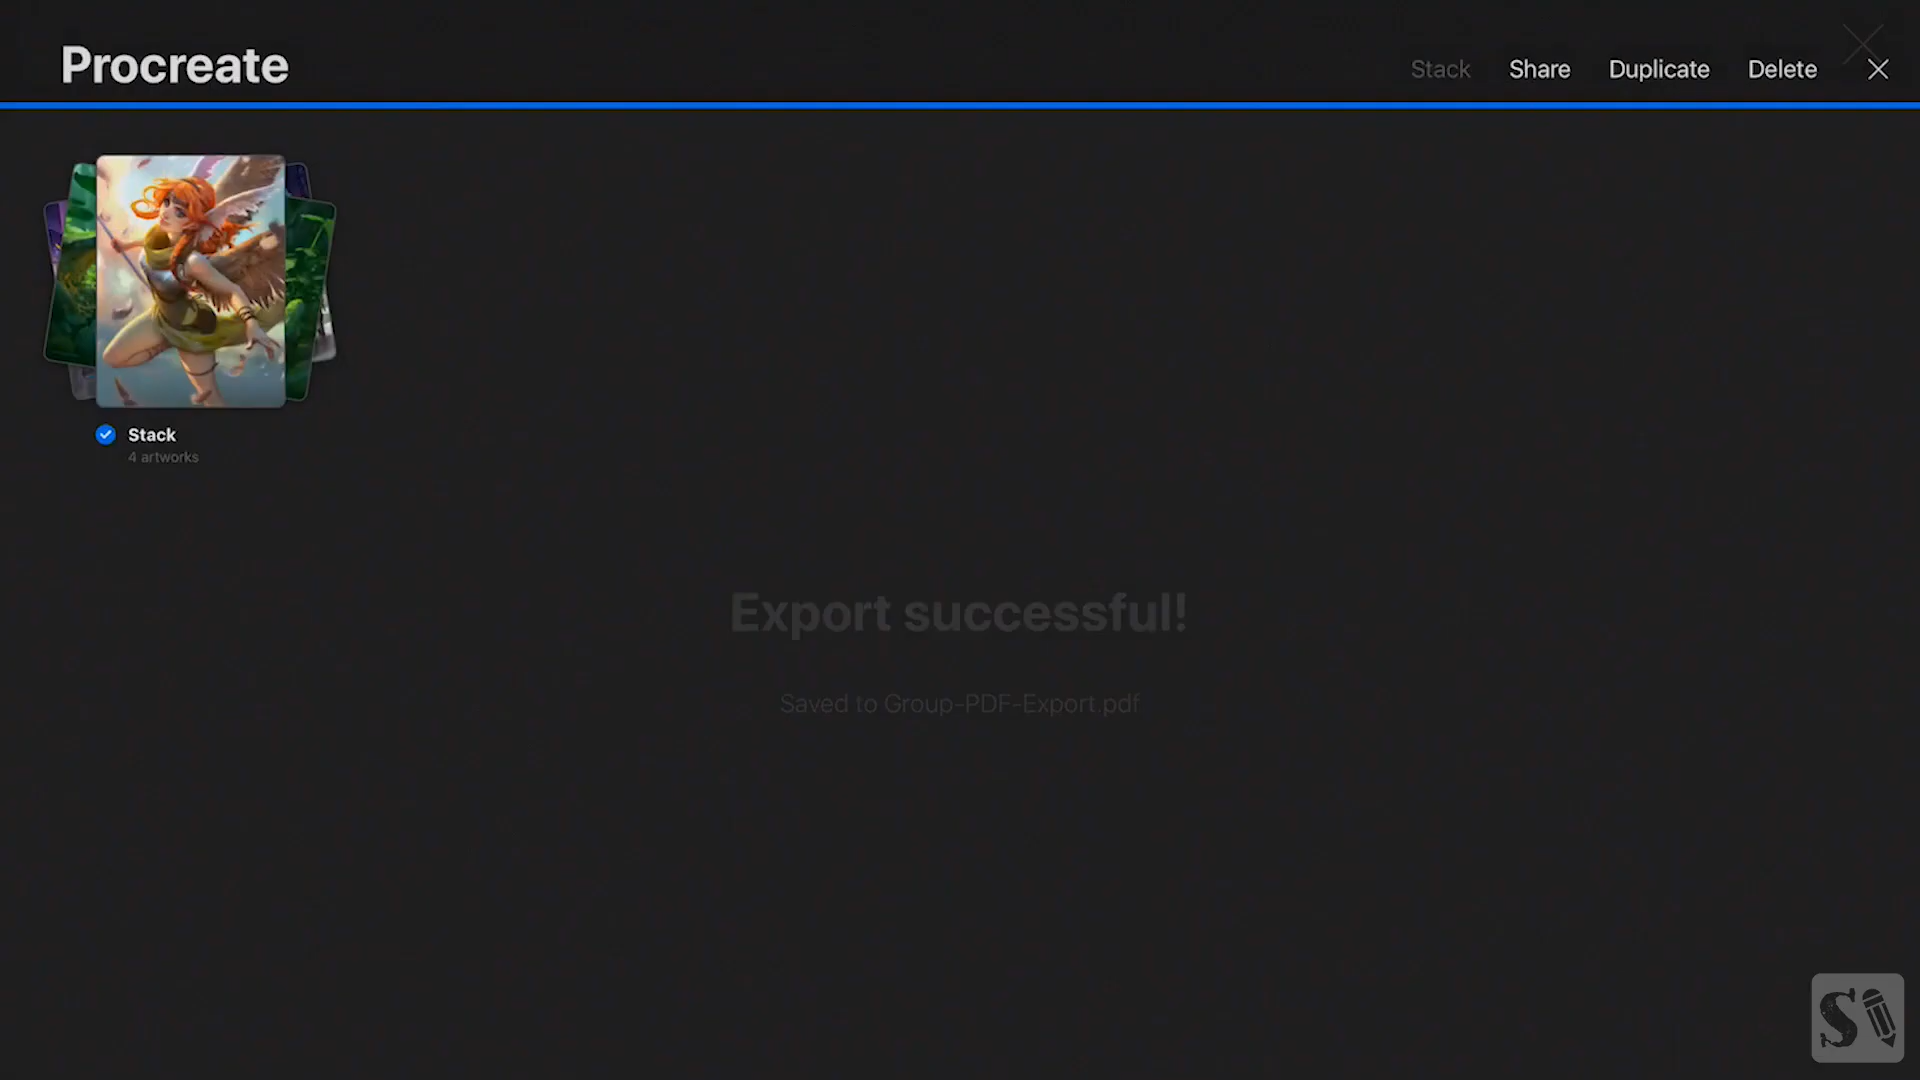 Procreate
Stack Share Duplicate Delete
Stack
4 artworks
Export successful!
Saved to Group-PDF-Export.pdf
S